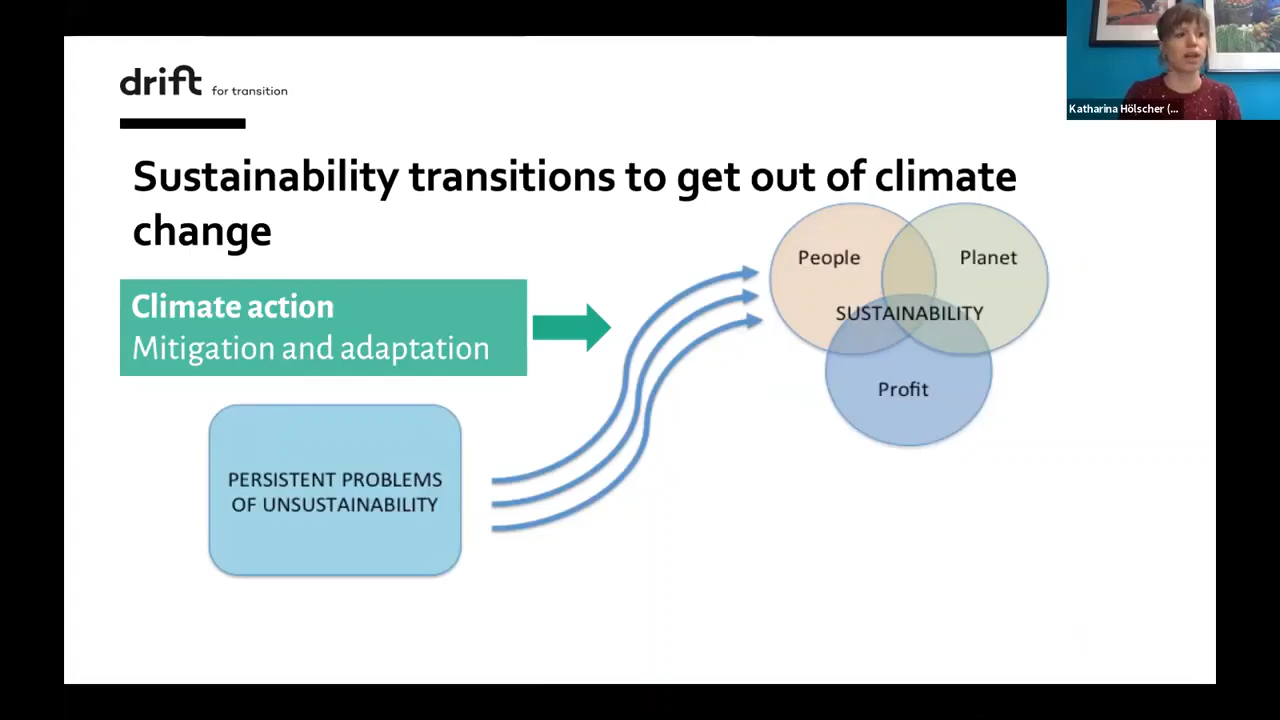 drift for transition
Katharina Hölscher (...
Sustainability transitions to get out of climate
change
People
Planet
Climate action
SUSTAINABILITY
Mitigation and adaptation
Profit
PERSISTENT PROBLEMS
OF UNSUSTAINABILITY